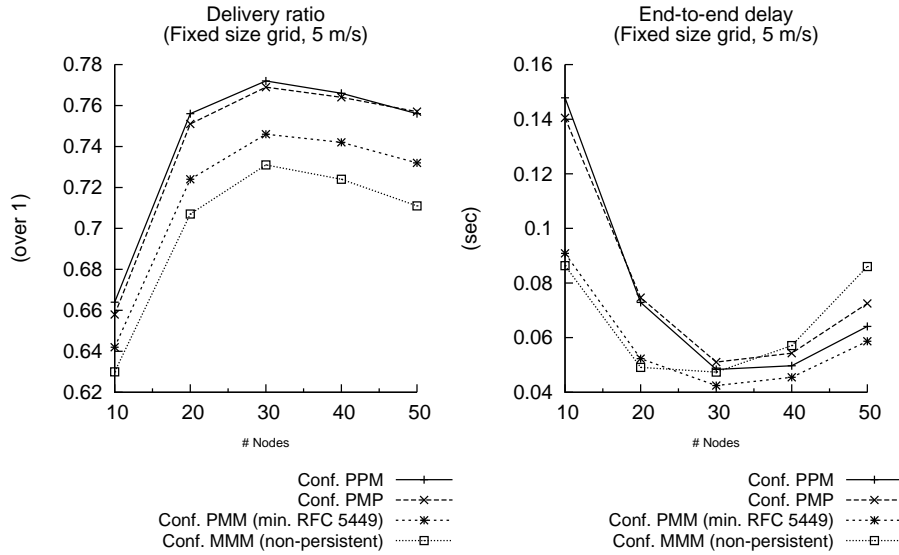 Delivery ratio
(Fixed size grid, 5 m/s)
0.78
0.76
0.74
0.72
0.7
0.68
0.66
0.64
0.62
(over 1)
10 20 30 40 50
# Nodes
Conf. PPM
Conf. PMP
Conf. PMM (min. RFC 5449)
Conf. MMM (non-persistent)
End-to-end delay
(Fixed size grid, 5 m/s)
0.16
0.14
0.12
0.1
0.08
0.06
0.04
(sec)
10 20 30 40 50
# Nodes
Conf. PPM
Conf. PMP
Conf. PMM (min. RFC 5449)
Conf. MMM (non-persistent)